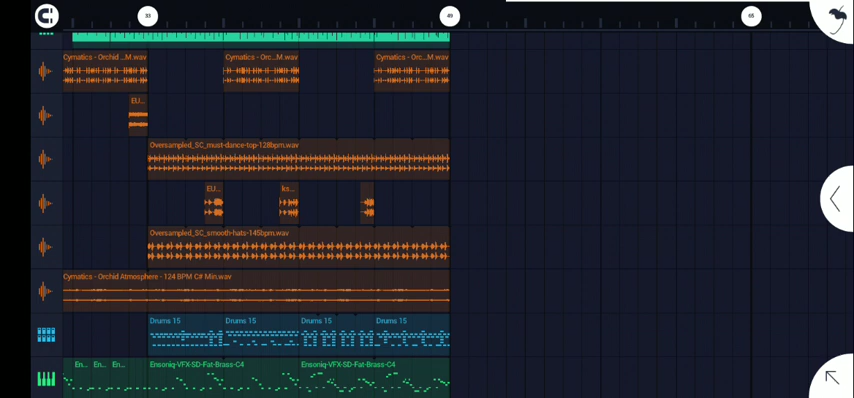 33
49
65
Cymatics - Orchid ...M.wav
Cymatics - Orc...M.wav
Cymatics - Orc...M.wav
EU...
Oversampled_SC_must-dance-top-128bpm.wav
EU...
ks...
Oversampled_SC_smooth-hats-145bpm.wav
Cymatics - Orchid Atmosphere - 124 BPM C# Min.wav
Drums 15
Drums 15
Drums 15
Drums 15
En...
En...
En...
Ensoniq-VFX-SD-Fat-Brass-C4
Ensoniq-VFX-SD-Fat-Brass-C4